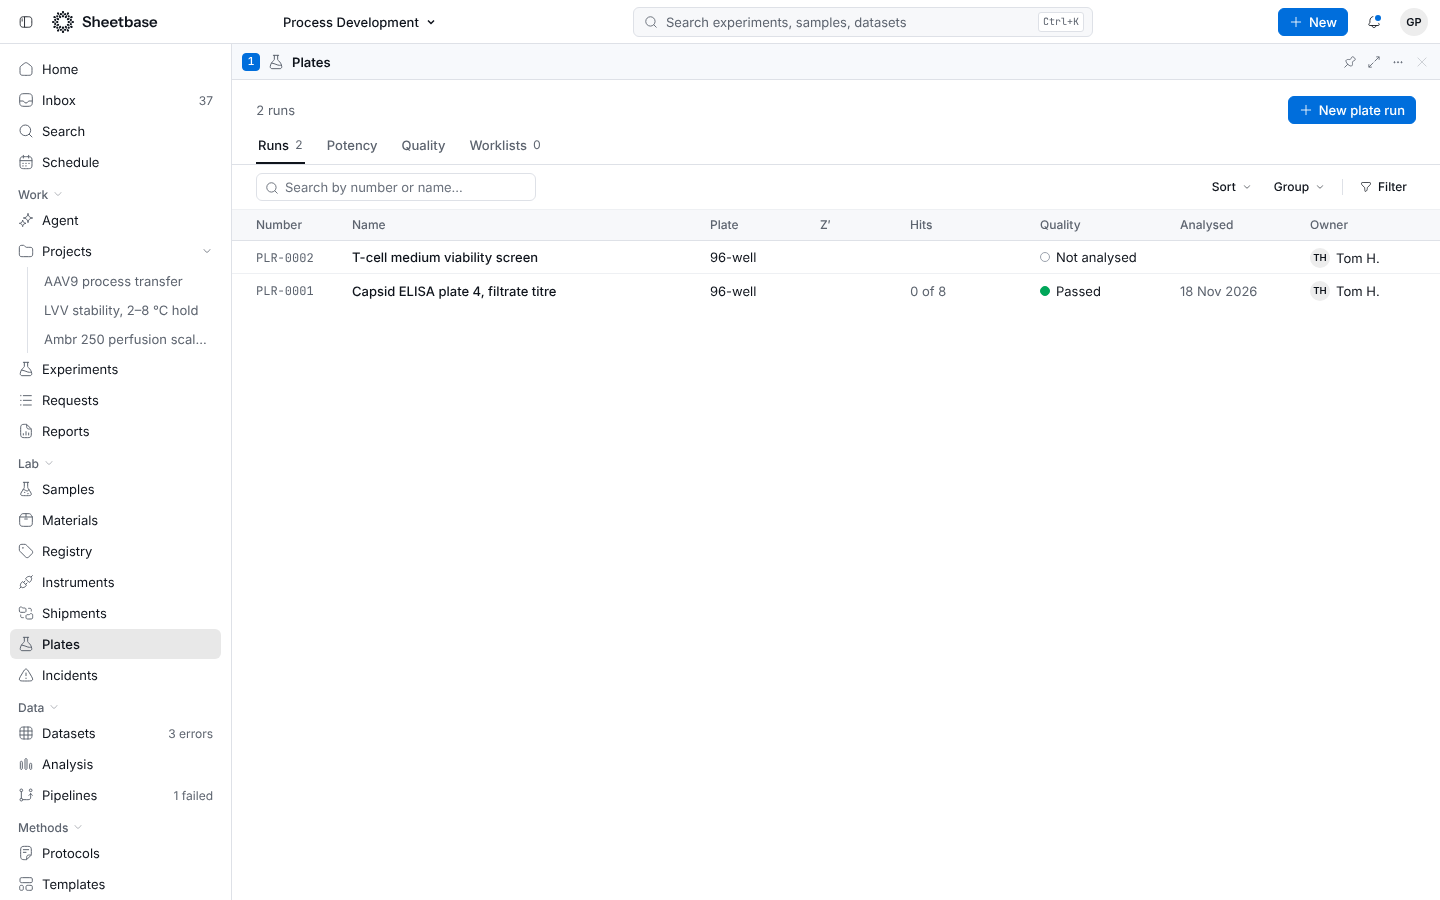 Sheetbase
Process Development
Search experiments, samples, datasets
Ctrl+K
New
GP
Home
Inbox 37
Search
Schedule
Work
Agent
Projects
AAV9 process transfer
LVV stability, 2–8 °C hold
Ambr 250 perfusion scal...
Experiments
Requests
Reports
Lab
Samples
Materials
Registry
Instruments
Shipments
Plates
Incidents
Data
Datasets 3 errors
Analysis
Pipelines 1 failed
Methods
Protocols
Templates
1 Plates
2 runs
New plate run
Runs 2 Potency Quality Worklists 0
Search by number or name...
Sort Group Filter
Number Name Plate Z′ Hits Quality Analysed Owner
PLR-0002 T-cell medium viability screen 96-well Not analysed TH Tom H.
PLR-0001 Capsid ELISA plate 4, filtrate titre 96-well 0 of 8 Passed 18 Nov 2026 TH Tom H.